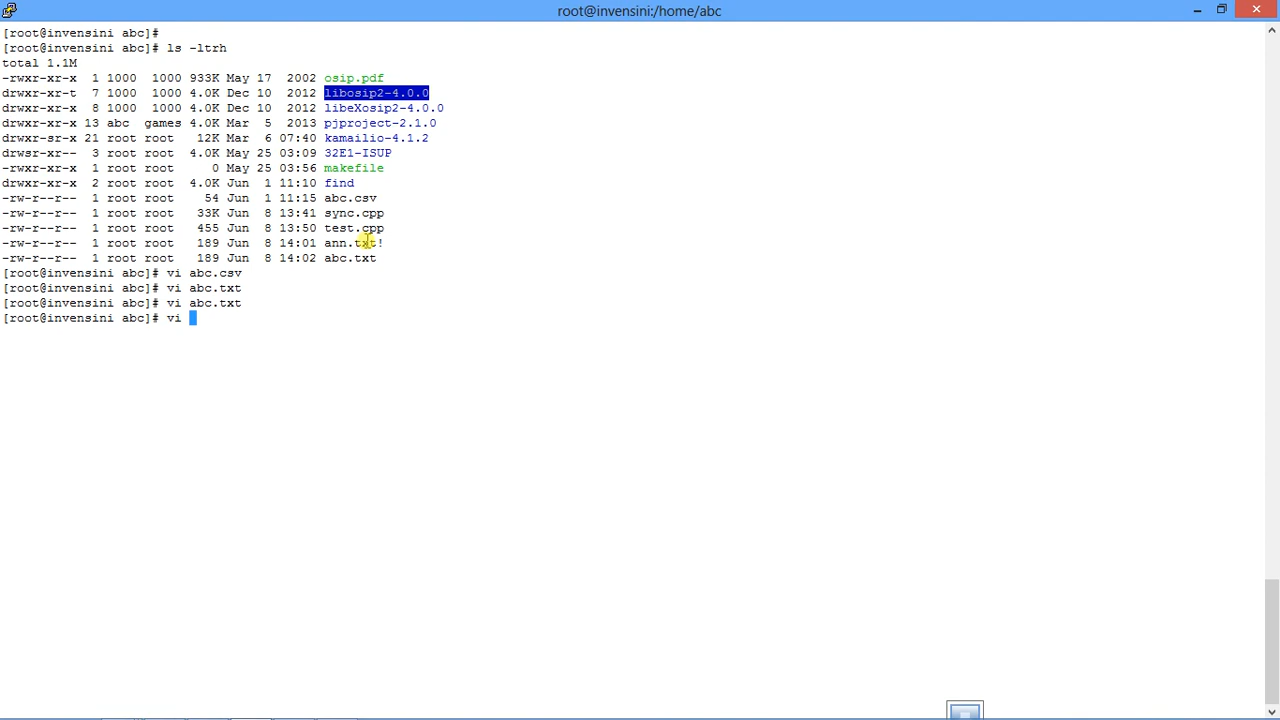 root@invensini:/home/abc
[root@invensini abc]#
[root@invensini abc]# ls -ltrh
total 1.1M
-rwxr-xr-x  1 1000  1000 933K May 17  2002 osip.pdf
drwxr-xr-t  7 1000  1000 4.0K Dec 10  2012 libosip2-4.0.0
drwxr-xr-x  8 1000  1000 4.0K Dec 10  2012 libeXosip2-4.0.0
drwxr-xr-x 13 abc  games 4.0K Mar  5  2013 pjproject-2.1.0
drwxr-sr-x 21 root root   12K Mar  6 07:40 kamailio-4.1.2
drwsr-xr--  3 root root  4.0K May 25 03:09 32E1-ISUP
-rwxr-xr-x  1 root root     0 May 25 03:56 makefile
drwxr-xr-x  2 root root  4.0K Jun  1 11:10 find
-rw-r--r--  1 root root    54 Jun  1 11:15 abc.csv
-rw-r--r--  1 root root   33K Jun  8 13:41 sync.cpp
-rw-r--r--  1 root root   455 Jun  8 13:50 test.cpp
-rw-r--r--  1 root root   189 Jun  8 14:01 ann.txt!
-rw-r--r--  1 root root   189 Jun  8 14:02 abc.txt
[root@invensini abc]# vi abc.csv
[root@invensini abc]# vi abc.txt
[root@invensini abc]# vi abc.txt
[root@invensini abc]# vi